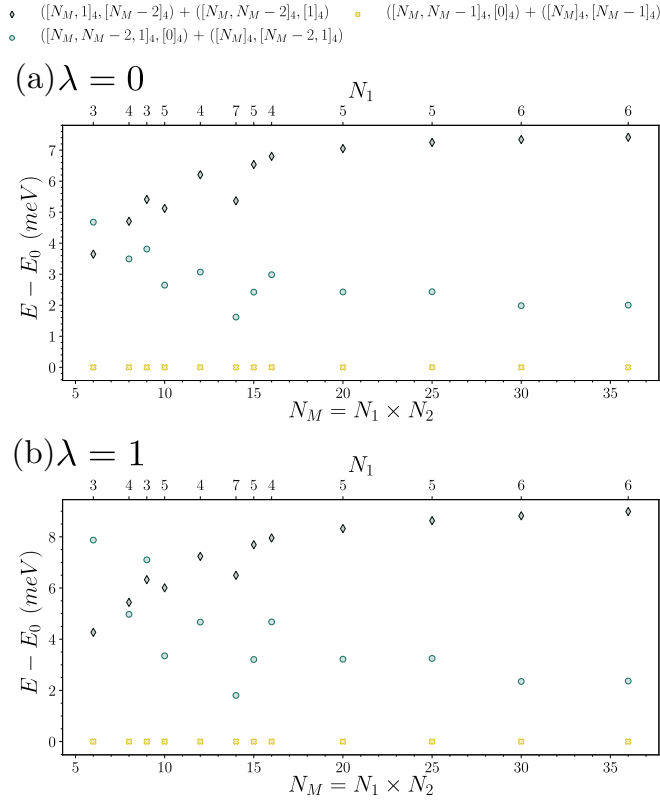 ([N_M, 1]_4, [N_M − 2]_4) + ([N_M, N_M − 2]_4, [1]_4) ([N_M, N_M − 1]_4, [0]_4) + ([N_M]_4, [N_M − 1]_4)
([N_M, N_M − 2, 1]_4, [0]_4) + ([N_M]_4, [N_M − 2, 1]_4)
(a) λ = 0
N_1
3 4 3 5 4 7 5 4 5 5 6 6
7
6
5
4
3
2
1
0
E − E_0 (meV)
5 10 15 20 25 30 35
N_M = N_1 × N_2
(b) λ = 1
N_1
3 4 3 5 4 7 5 4 5 5 6 6
8
6
4
2
0
E − E_0 (meV)
5 10 15 20 25 30 35
N_M = N_1 × N_2